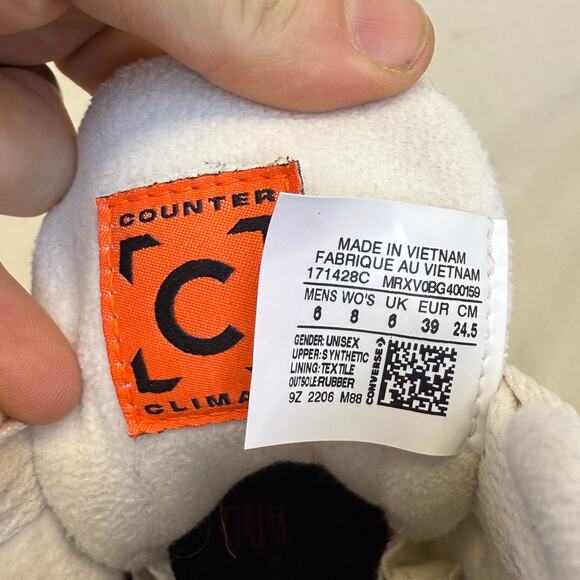 COUNTER
C
CLIMA
MADE IN VIETNAM
FABRIQUE AU VIETNAM
171428C MRXV0BG400159
MENS WO'S UK EUR CM
6 8 6 39 24.5
GENDER: UNISEX
UPPER: SYNTHETIC
LINING: TEXTILE
OUTSOLE: RUBBER
9Z 2206 M88
CONVERSE